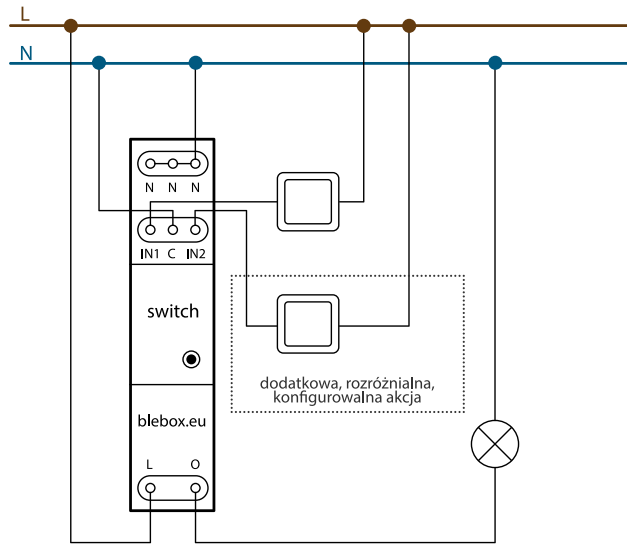 L
N
N N N
IN1 C IN2
switch
dodatkowa, rozróżnialna,
konfigurowalna akcja
blebox.eu
L O